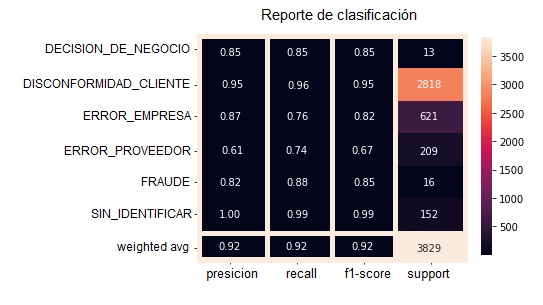 Reporte de clasificación
DECISION_DE_NEGOCIO 0.85 0.85 0.85 13
DISCONFORMIDAD_CLIENTE 0.95 0.96 0.95 2818
ERROR_EMPRESA 0.87 0.76 0.82 621
ERROR_PROVEEDOR 0.61 0.74 0.67 209
FRAUDE 0.82 0.88 0.85 16
SIN_IDENTIFICAR 1.00 0.99 0.99 152
weighted avg 0.92 0.92 0.92 3829
presicion recall f1-score support
3500
3000
2500
2000
1500
1000
500